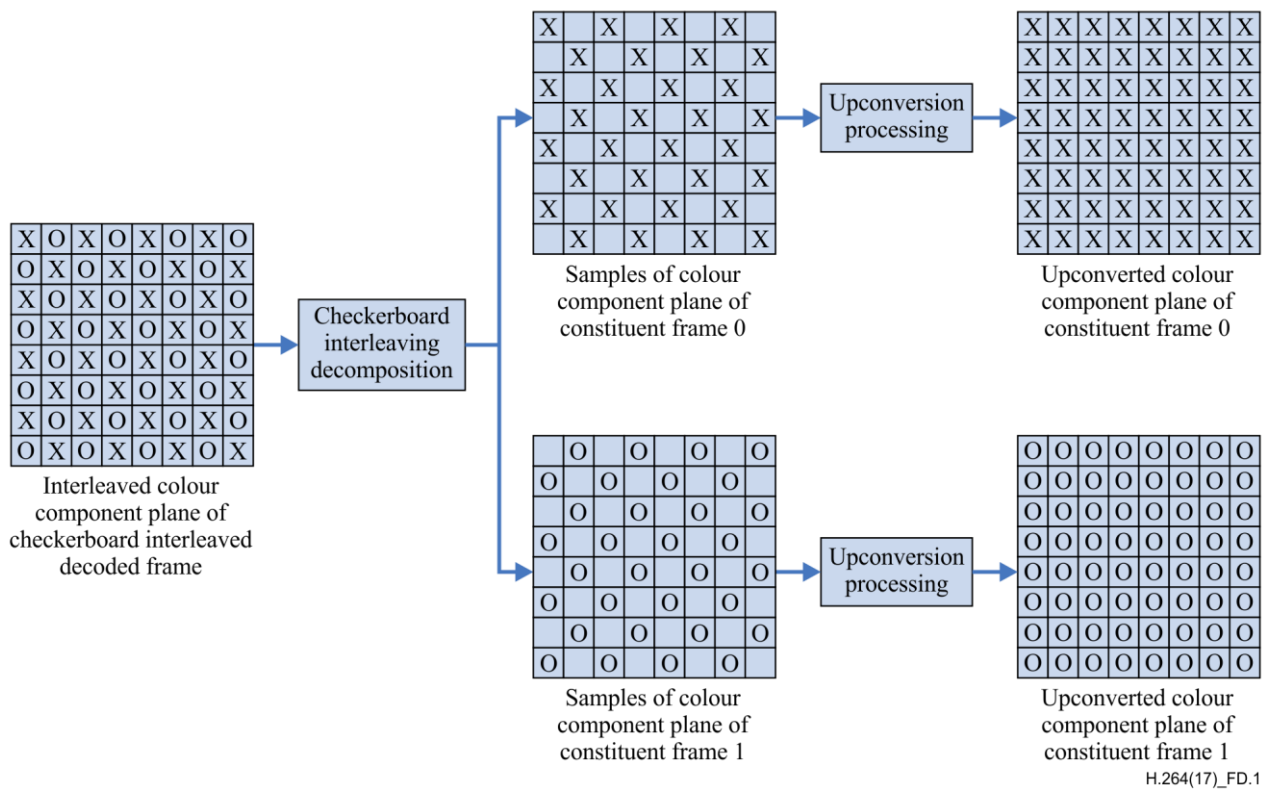 X X X X
X X X X
X X X X
X X X X
X X X X
X X X X
X X X X
X X X X
Samples of colour
component plane of
constituent frame 0
Upconversion
processing
X X X X X X X X
X X X X X X X X
X X X X X X X X
X X X X X X X X
X X X X X X X X
X X X X X X X X
X X X X X X X X
X X X X X X X X
Upconverted colour
component plane of
constituent frame 0
X O X O X O X O
O X O X O X O X
X O X O X O X O
O X O X O X O X
X O X O X O X O
O X O X O X O X
X O X O X O X O
O X O X O X O X
Interleaved colour
component plane of
checkerboard interleaved
decoded frame
Checkerboard
interleaving
decomposition
O O O O
O O O O
O O O O
O O O O
O O O O
O O O O
O O O O
O O O O
Samples of colour
component plane of
constituent frame 1
Upconversion
processing
O O O O O O O O
O O O O O O O O
O O O O O O O O
O O O O O O O O
O O O O O O O O
O O O O O O O O
O O O O O O O O
O O O O O O O O
Upconverted colour
component plane of
constituent frame 1
H.264(17)_FD.1